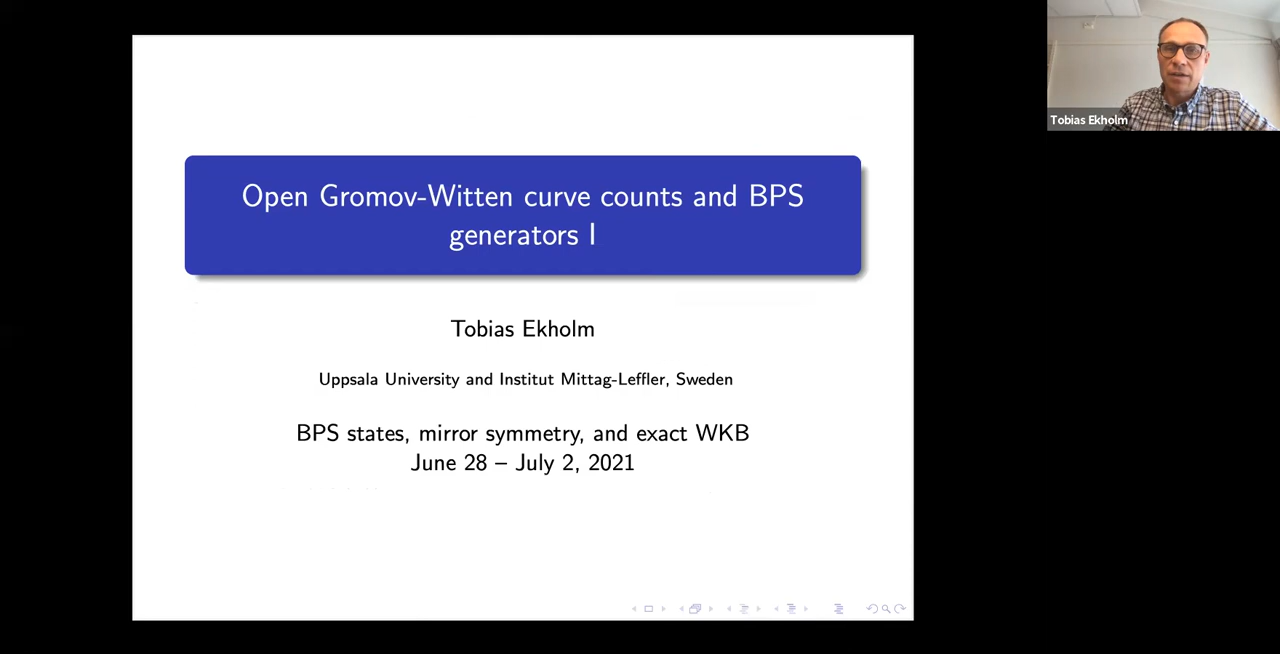 Open Gromov-Witten curve counts and BPS
generators I
Tobias Ekholm
Uppsala University and Institut Mittag-Leffler, Sweden
BPS states, mirror symmetry, and exact WKB
June 28 – July 2, 2021
Tobias Ekholm